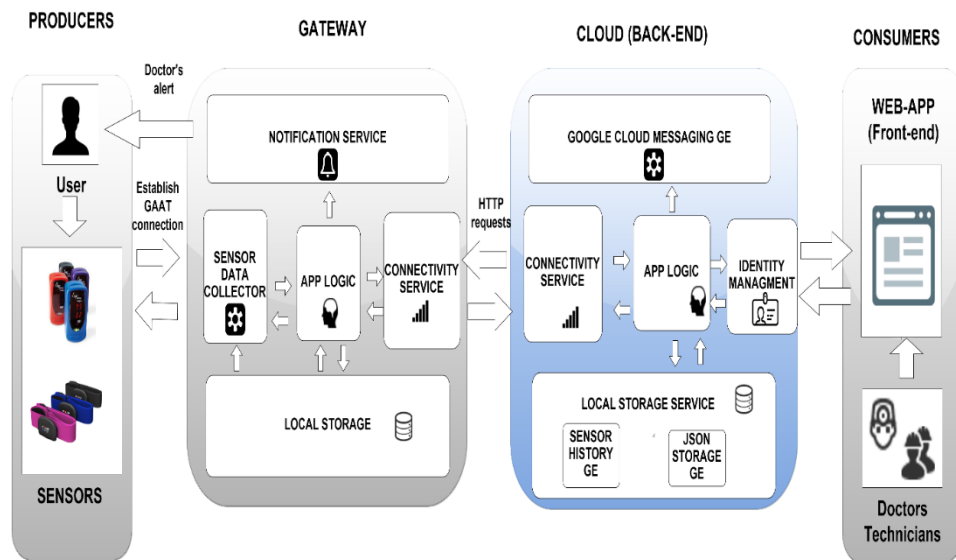 PRODUCERS
Doctor's
alert
User
Establish
GAAT
connection
SENSORS
GATEWAY
NOTIFICATION SERVICE
SENSOR
DATA
COLLECTOR
APP LOGIC
CONNECTIVITY
SERVICE
LOCAL STORAGE
HTTP
requests
CLOUD (BACK-END)
GOOGLE CLOUD MESSAGING GE
CONNECTIVITY
SERVICE
APP LOGIC
IDENTITY
MANAGMENT
LOCAL STORAGE SERVICE
SENSOR
HISTORY
GE
JSON
STORAGE
GE
CONSUMERS
WEB-APP
(Front-end)
Doctors
Technicians